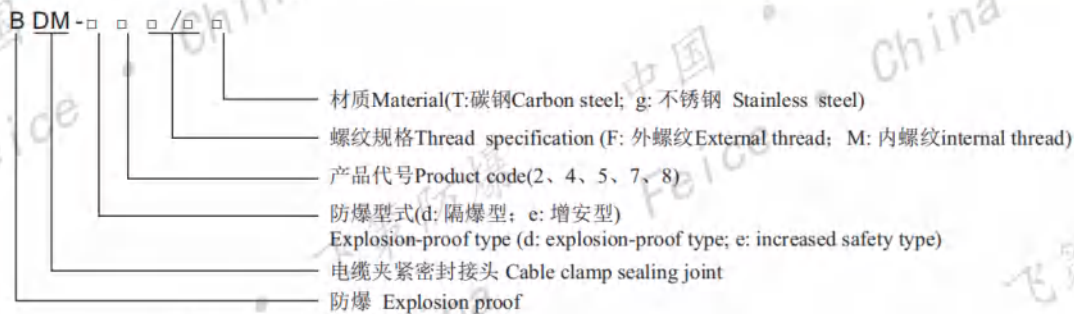 B DM-□ □ □/□ □
材质Material(T:碳钢Carbon steel; g: 不锈钢 Stainless steel)
螺纹规格Thread specification (F: 外螺纹External thread; M: 内螺纹internal thread)
产品代号Product code(2、4、5、7、8)
防爆型式(d: 隔爆型; e: 增安型)
Explosion-proof type (d: explosion-proof type; e: increased safety type)
电缆夹紧密封接头 Cable clamp sealing joint
防爆 Explosion proof
中国 · China
Feice